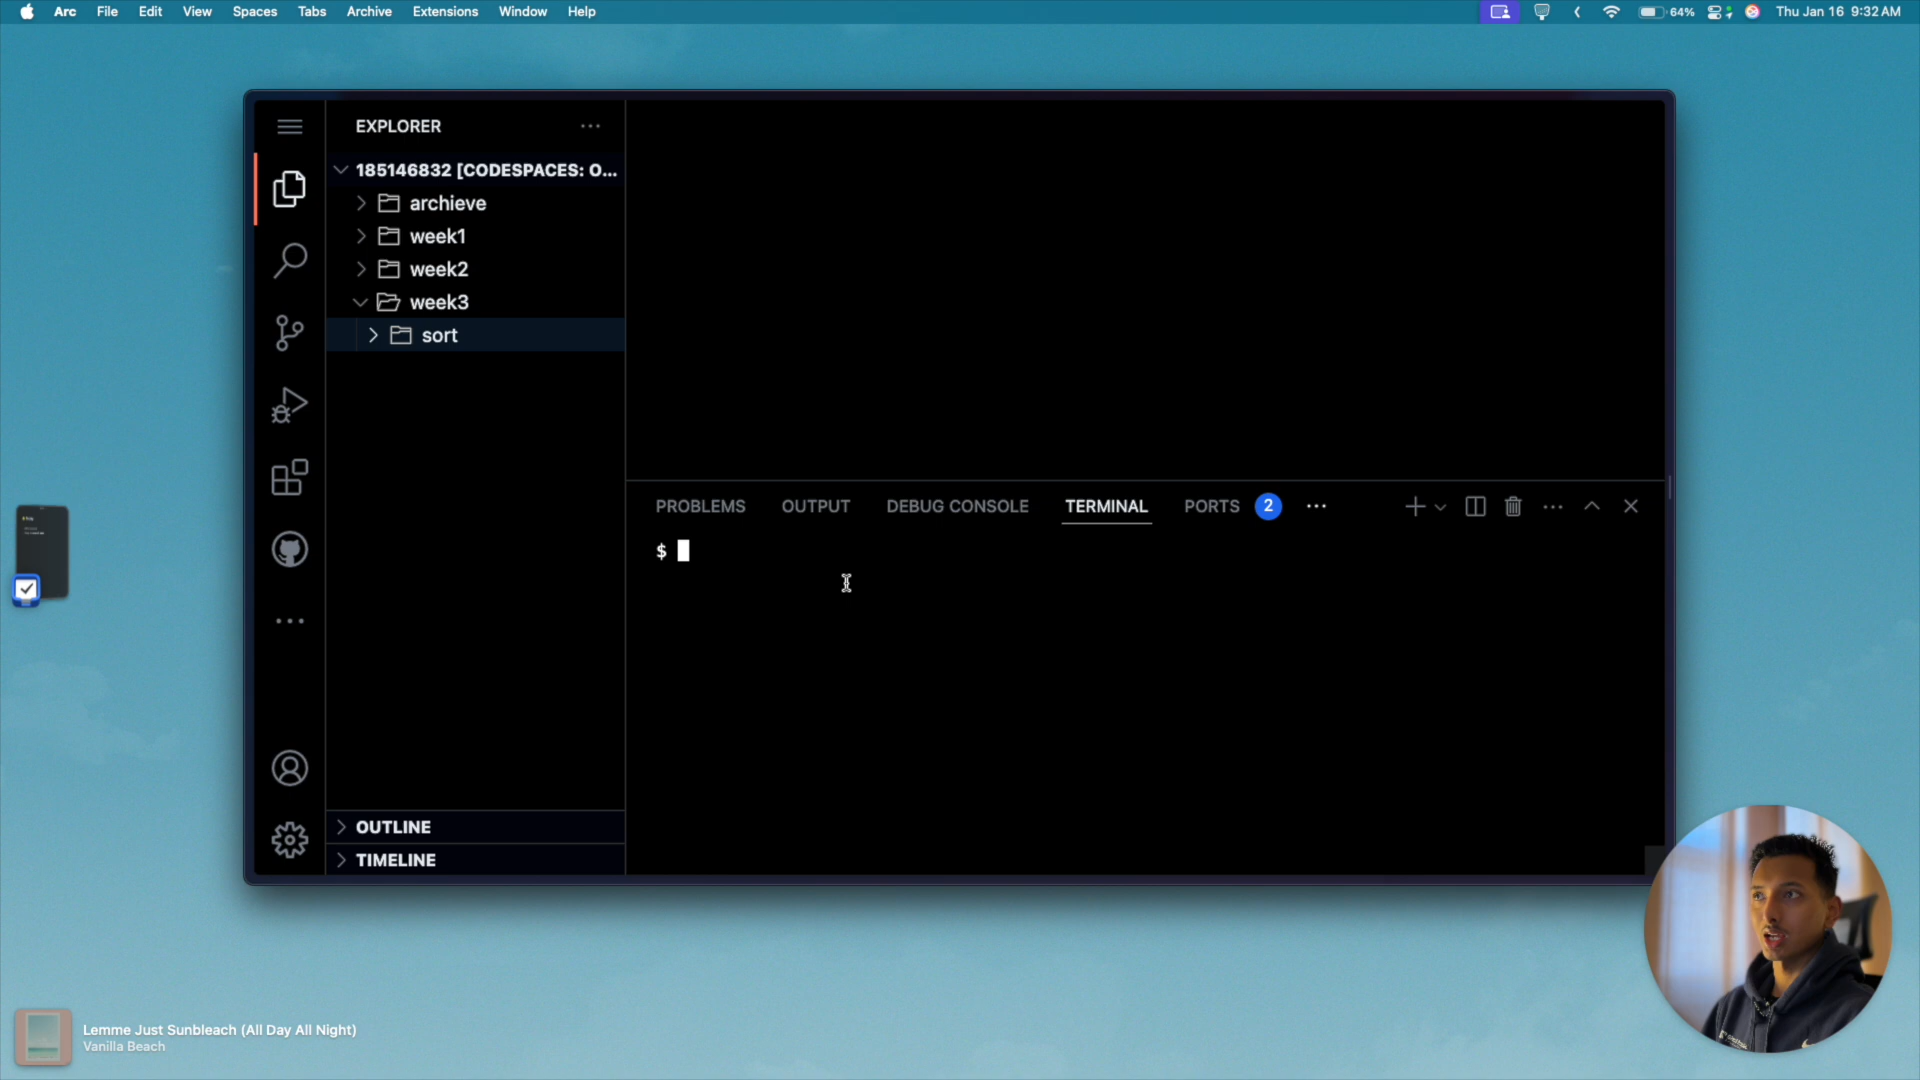 Arc File Edit View Spaces Tabs Archive Extensions Window Help 64% Thu Jan 16 9:32 AM
EXPLORER
185146832 [CODESPACES: O...
archieve
week1
week2
week3
sort
PROBLEMS OUTPUT DEBUG CONSOLE TERMINAL PORTS 2
$
OUTLINE
TIMELINE
Lemme Just Sunbleach (All Day All Night)
Vanilla Beach